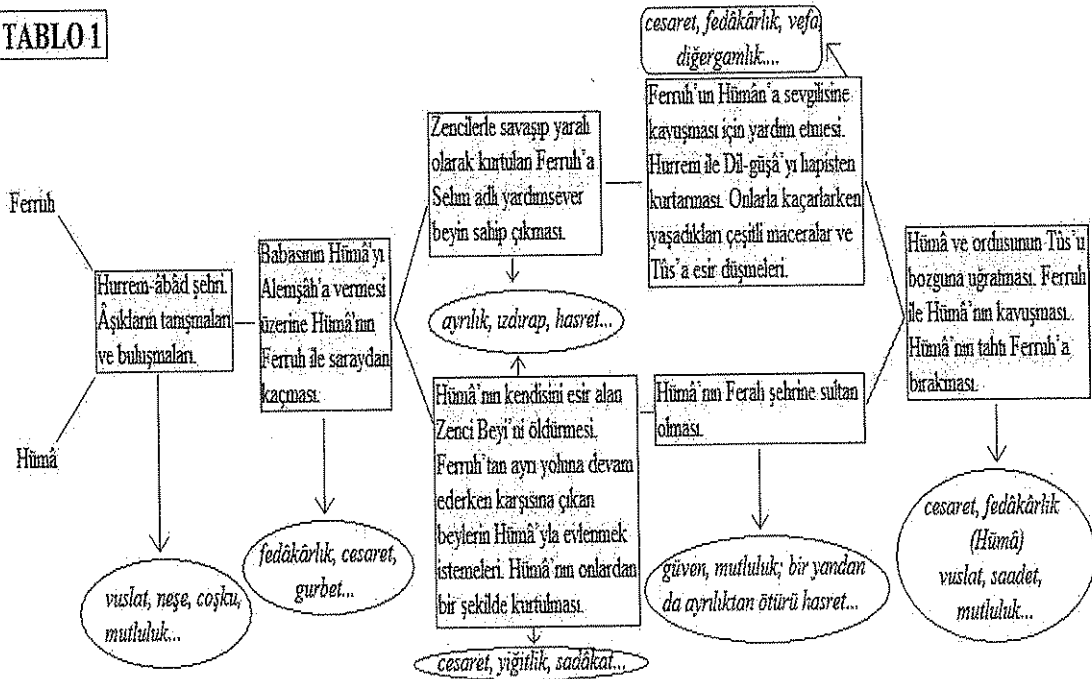 TABLO 1
cesaret, fedâkârlık, vefa
diğergamlık....
Ferruh
Hümâ
Hurrem-âbâd şehri.
Âşıkların tanışmaları
ve buluşmaları.
vuslat, neşe, coşku,
mutluluk...
Babasının Hümâ'yı
Alemşâh'a vermesi
üzerine Hümâ'nın
Ferruh ile saraydan
kaçması.
fedâkârlık, cesaret,
gurbet...
Zencilerle savaşıp yaralı
olarak kurtulan Ferruh'a
Selim adlı yardımsever
beyin sahip çıkması.
ayrılık, ızdırap, hasret...
Hümâ'nın kendisini esir alan
Zenci Beyi'ni öldürmesi.
Ferruh'tan ayrı yoluna devam
ederken karşısına çıkan
beylerin Hümâ'yla evlenmek
istemeleri. Hümâ'nın onlardan
bir şekilde kurtulması.
cesaret, yiğitlik, sadâkat...
Ferruh'un Hümân'a sevgilisine
kavuşması için yardım etmesi.
Hurrem ile Dil-güşâ'yı hapisten
kurtarması. Onlarla kaçarlarken
yaşadıkları çeşitli maceralar ve
Tûs'a esir düşmeleri.
Hümâ'nın Ferah şehrine sultan
olması.
güven, mutluluk; bir yandan
da ayrılıktan ötürü hasret...
Hümâ ve ordusunun Tûs'u
bozguna uğratması. Ferruh
ile Hümâ'nın kavuşması.
Hümâ'nın tahtı Ferruh'a
bırakması.
cesaret, fedâkârlık
(Hümâ)
vuslat, saadet,
mutluluk...